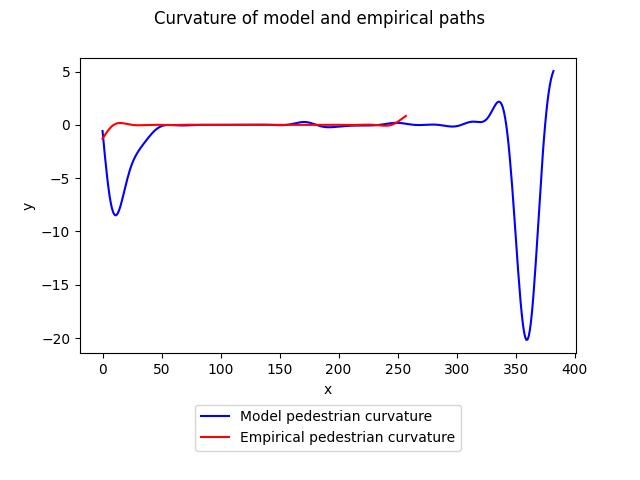 Curvature of model and empirical paths
5
0
−5
−10
−15
−20
y
0 50 100 150 200 250 300 350 400
x
Model pedestrian curvature
Empirical pedestrian curvature